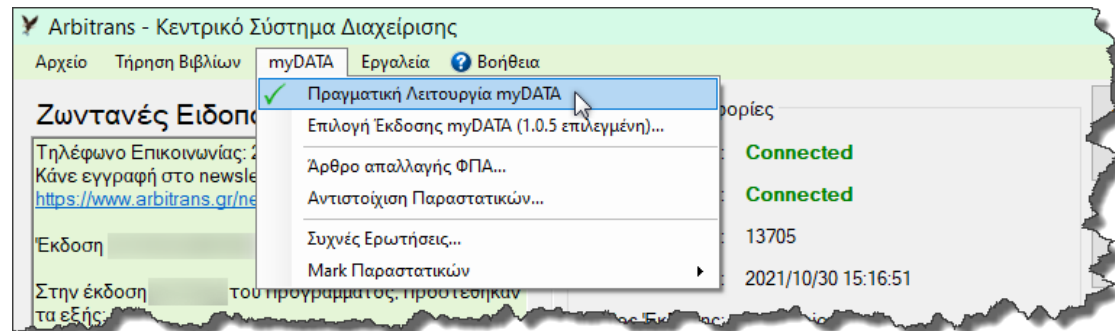 Arbitrans - Κεντρικό Σύστημα Διαχείρισης
Αρχείο Τήρηση Βιβλίων myDATA Εργαλεία Βοήθεια
Πραγματική Λειτουργία myDATA
Επιλογή Έκδοσης myDATA (1.0.5 επιλεγμένη)...
Άρθρο απαλλαγής ΦΠΑ...
Αντιστοίχιση Παραστατικών...
Συχνές Ερωτήσεις...
Mark Παραστατικών
Ζωντανές
Τηλέφωνο Επικοινωνίας:
Κάνε εγγραφή στο
https://www.arbitrans.gr/ne
Έκδοση
Στην έκδοση του προγράμματος, προστέθηκαν
τα εξής:
Connected
Connected
13705
2021/10/30 15:16:51